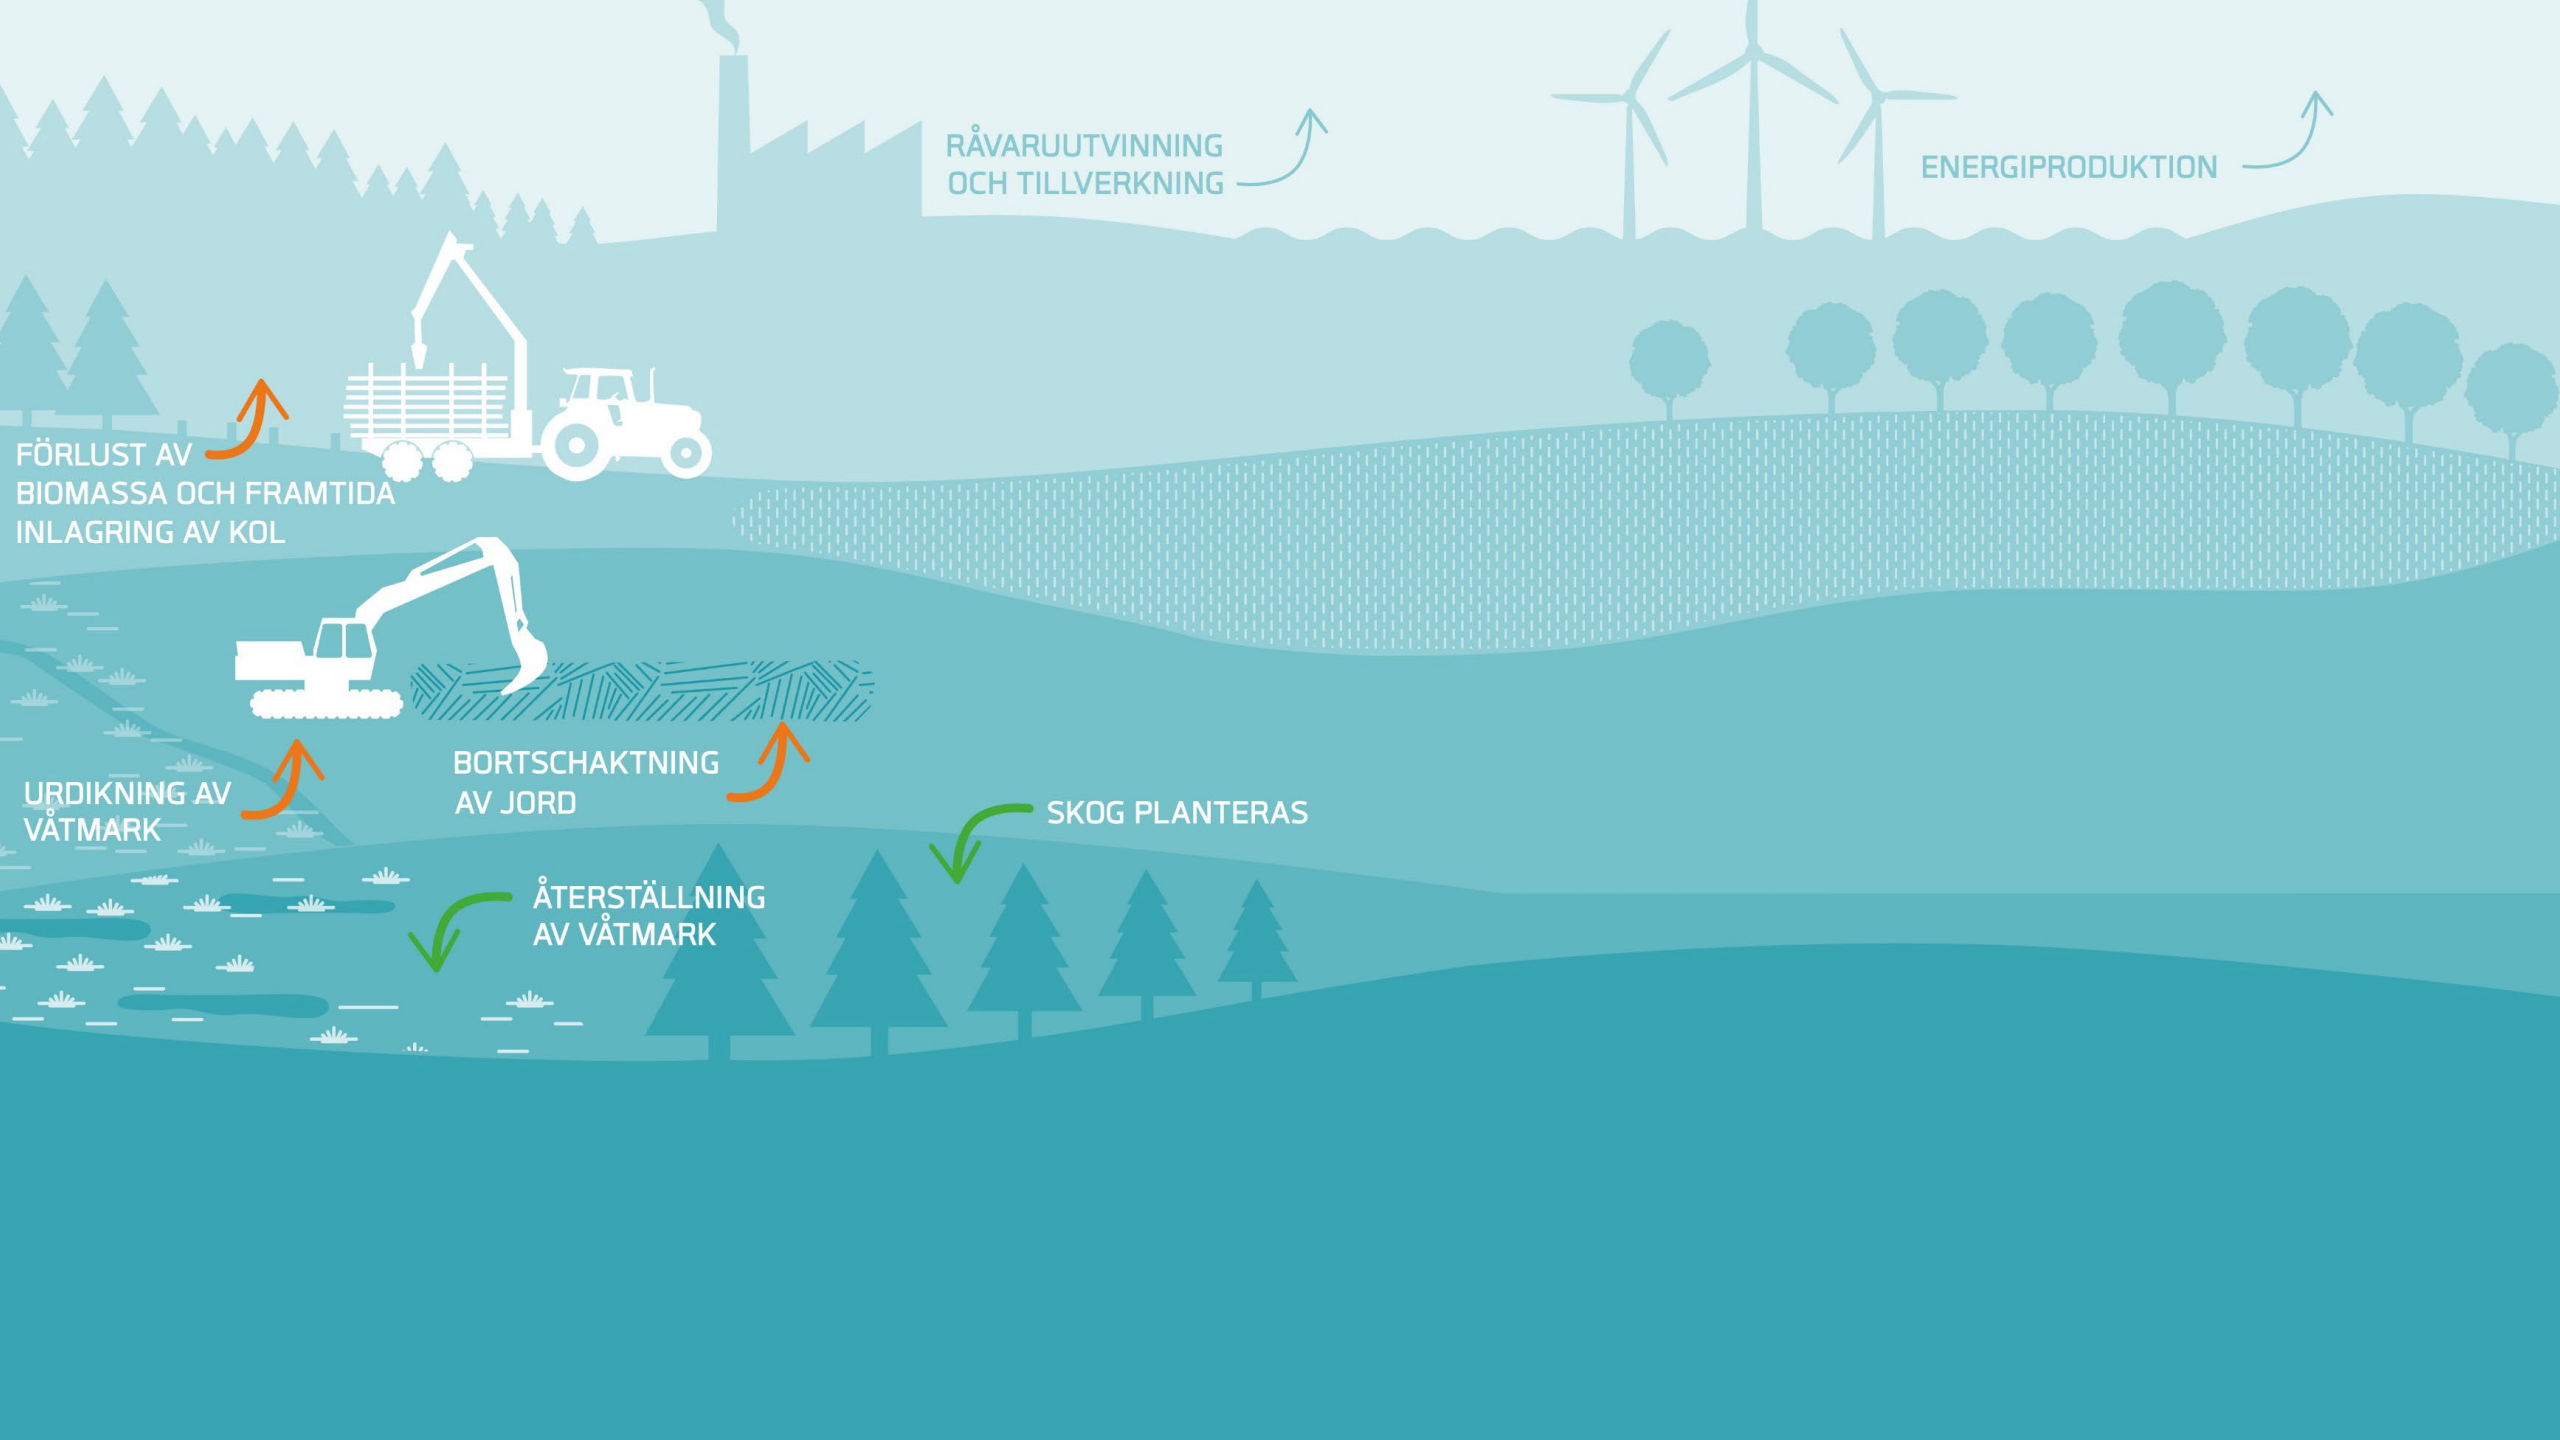 RÅVARUUTVINNING
OCH TILLVERKNING
ENERGIPRODUKTION
FÖRLUST AV
BIOMASSA OCH FRAMTIDA
INLAGRING AV KOL
BORTSCHAKTNING
AV JORD
URDIKNING AV
VÅTMARK
SKOG PLANTERAS
ÅTERSTÄLLNING
AV VÅTMARK